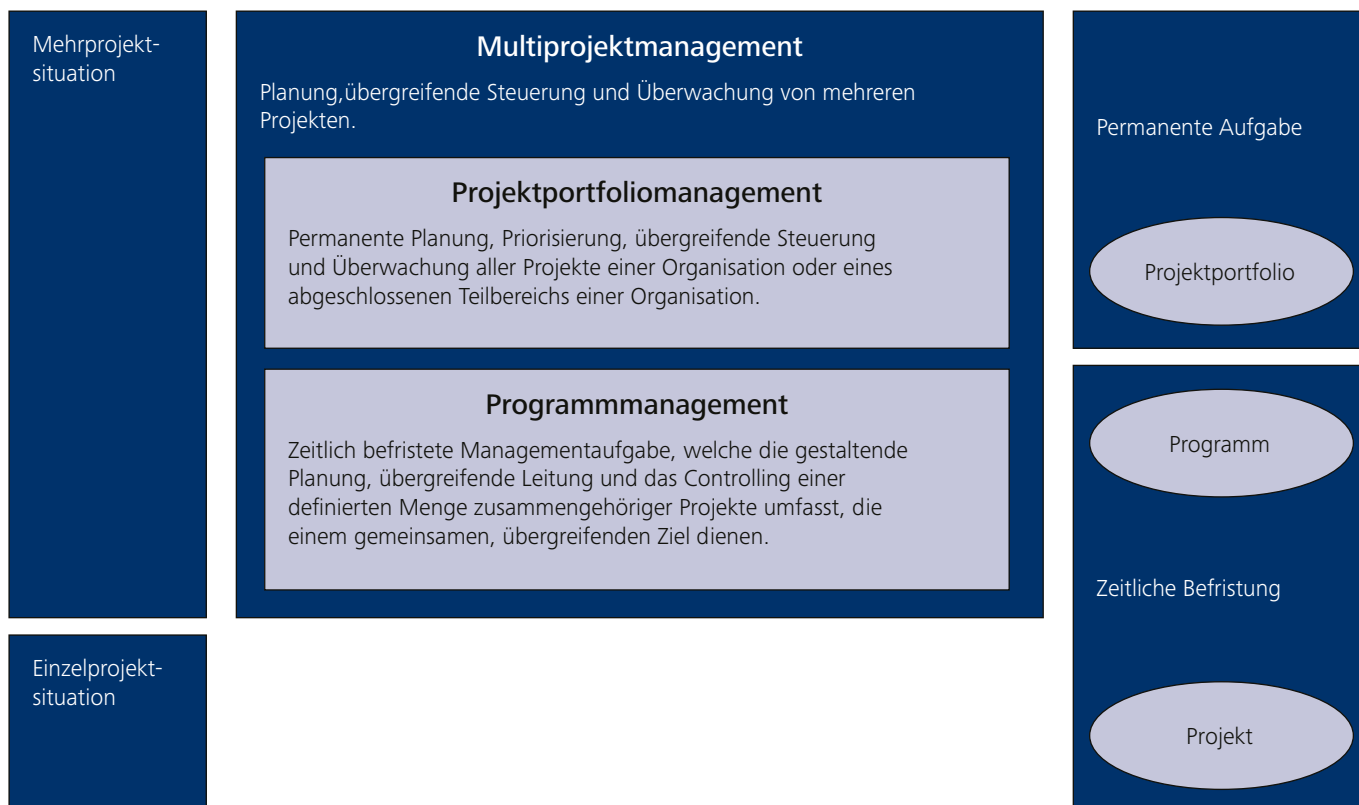 Mehrprojekt-
situation
Multiprojektmanagement
Planung,übergreifende Steuerung und Überwachung von mehreren
Projekten.
Projektportfoliomanagement
Permanente Planung, Priorisierung, übergreifende Steuerung
und Überwachung aller Projekte einer Organisation oder eines
abgeschlossenen Teilbereichs einer Organisation.
Programmmanagement
Zeitlich befristete Managementaufgabe, welche die gestaltende
Planung, übergreifende Leitung und das Controlling einer
definierten Menge zusammengehöriger Projekte umfasst, die
einem gemeinsamen, übergreifenden Ziel dienen.
Permanente Aufgabe
Projektportfolio
Programm
Zeitliche Befristung
Einzelprojekt-
situation
Projekt